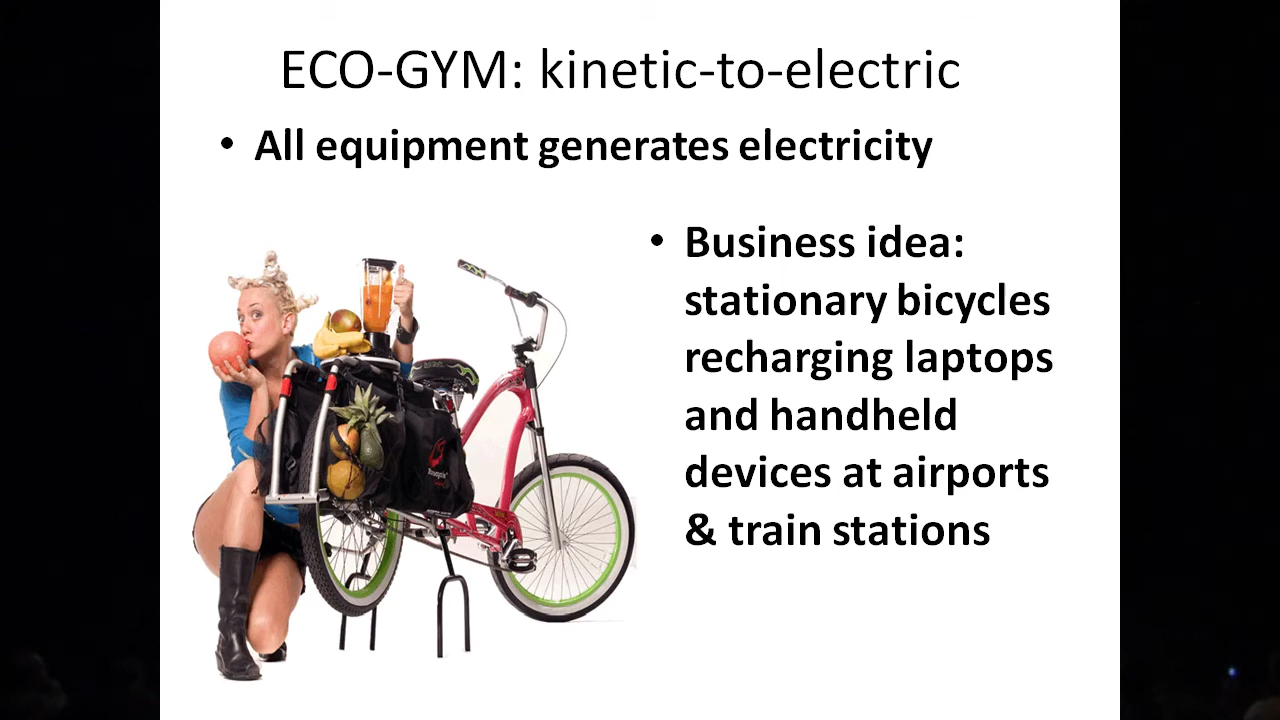 ECO-GYM: kinetic-to-electric
• All equipment generates electricity
• Business idea:
stationary bicycles
recharging laptops
and handheld
devices at airports
& train stations